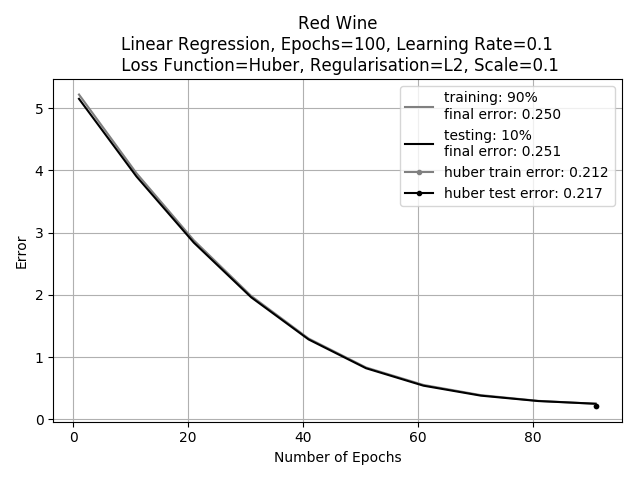 Red Wine
Linear Regression, Epochs=100, Learning Rate=0.1
Loss Function=Huber, Regularisation=L2, Scale=0.1
training: 90%
final error: 0.250
testing: 10%
final error: 0.251
huber train error: 0.212
huber test error: 0.217
Error
5
4
3
2
1
0
0 20 40 60 80
Number of Epochs